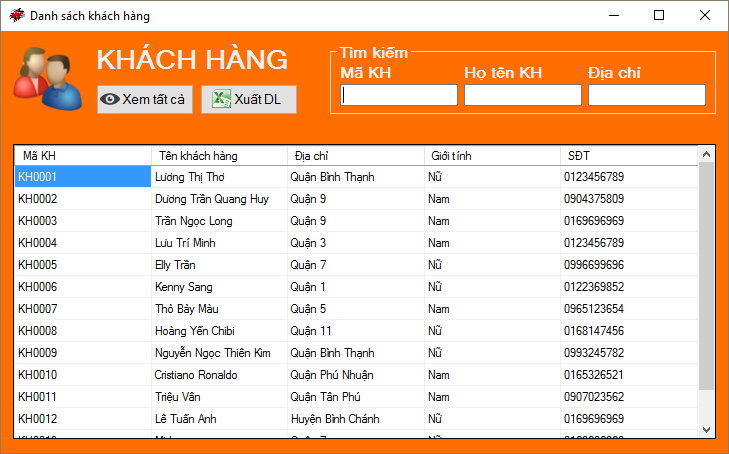 Danh sách khách hàng
KHÁCH HÀNG
Xem tất cả Xuất DL
Tìm kiếm
Mã KH Họ tên KH Địa chỉ
Mã KH Tên khách hàng Địa chỉ Giới tính SĐT
KH0001 Lương Thị Thơ Quận Bình Thạnh Nữ 0123456789
KH0002 Dương Trần Quang Huy Quận 9 Nam 0904375809
KH0003 Trần Ngọc Long Quận 9 Nam 0169696969
KH0004 Lưu Trí Minh Quận 3 Nam 0123456789
KH0005 Elly Trần Quận 7 Nữ 0996699696
KH0006 Kenny Sang Quận 1 Nữ 0122369852
KH0007 Thỏ Bảy Màu Quận 5 Nam 0965123654
KH0008 Hoàng Yến Chibi Quận 11 Nữ 0168147456
KH0009 Nguyễn Ngọc Thiên Kim Quận Bình Thạnh Nữ 0993245782
KH0010 Cristiano Ronaldo Quận Phú Nhuận Nam 0165326521
KH0011 Triệu Vân Quận Tân Phú Nam 0907023562
KH0012 Lê Tuấn Anh Huyện Bình Chánh Nữ 0169696969